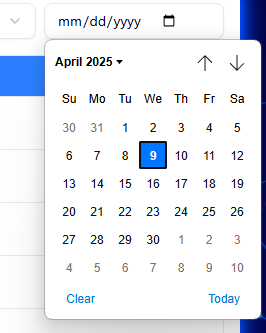 mm/dd/yyyy
April 2025
Su Mo Tu We Th Fr Sa
30 31 1 2 3 4 5
6 7 8 9 10 11 12
13 14 15 16 17 18 19
20 21 22 23 24 25 26
27 28 29 30 1 2 3
4 5 6 7 8 9 10
Clear Today